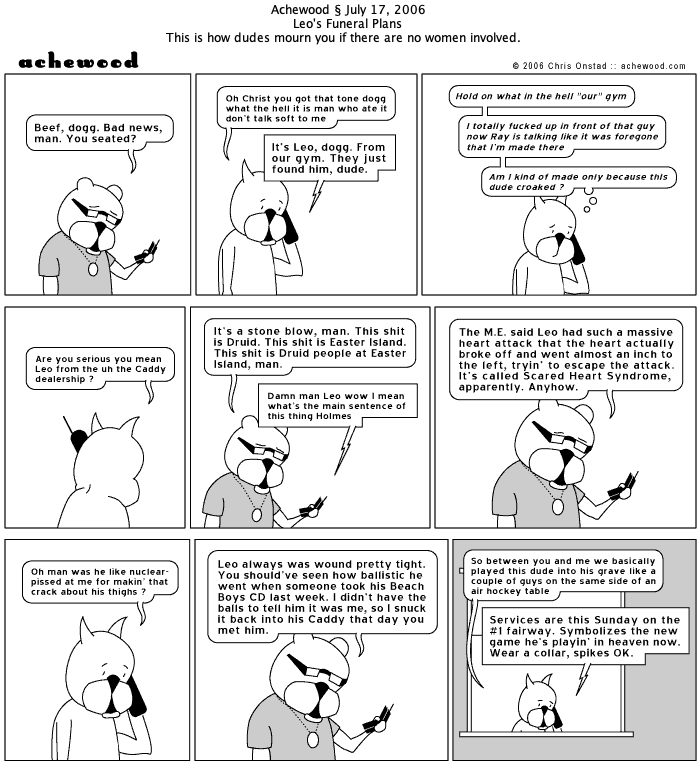 Achewood § July 17, 2006
Leo's Funeral Plans
This is how dudes mourn you if there are no women involved.
achewood
© 2006 Chris Onstad :: achewood.com
Beef, dogg. Bad news,
man. You seated?
Oh Christ you got that tone dogg
what the hell it is man who ate it
don't talk soft to me
It's Leo, dogg. From
our gym. They just
found him, dude.
Hold on what in the hell "our" gym
I totally fucked up in front of that guy
now Ray is talking like it was foregone
that I'm made there
Am I kind of made only because this
dude croaked ?
Are you serious you mean
Leo from the uh the Caddy
dealership ?
It's a stone blow, man. This shit
is Druid. This shit is Easter Island.
This shit is Druid people at Easter
Island, man.
Damn man Leo wow I mean
what's the main sentence of
this thing Holmes
The M.E. said Leo had such a massive
heart attack that the heart actually
broke off and went almost an inch to
the left, tryin' to escape the attack.
It's called Scared Heart Syndrome,
apparently. Anyhow.
Oh man was he like nuclear-
pissed at me for makin' that
crack about his thighs ?
Leo always was wound pretty tight.
You should've seen how ballistic he
went when someone took his Beach
Boys CD last week. I didn't have the
balls to tell him it was me, so I snuck
it back into his Caddy that day you
met him.
So between you and me we basically
played this dude into his grave like a
couple of guys on the same side of an
air hockey table
Services are this Sunday on the
#1 fairway. Symbolizes the new
game he's playin' in heaven now.
Wear a collar, spikes OK.